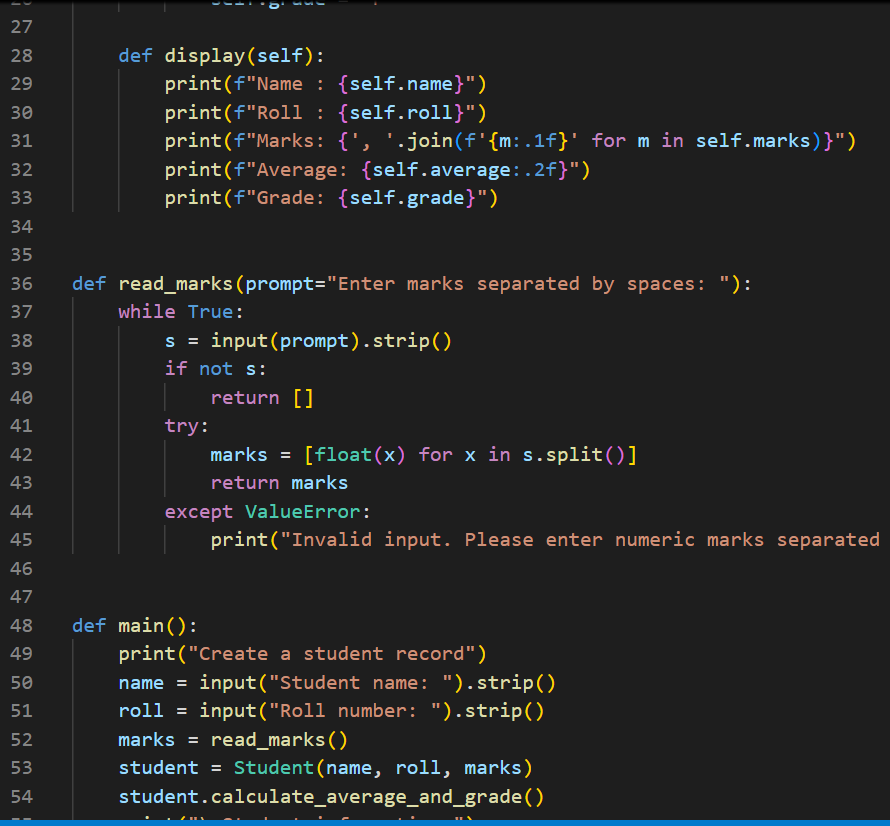 27
28 def display(self):
29 print(f"Name : {self.name}")
30 print(f"Roll : {self.roll}")
31 print(f"Marks: {', '.join(f'{m:.1f}' for m in self.marks)}")
32 print(f"Average: {self.average:.2f}")
33 print(f"Grade: {self.grade}")
34
35
36 def read_marks(prompt="Enter marks separated by spaces: "):
37 while True:
38 s = input(prompt).strip()
39 if not s:
40 return []
41 try:
42 marks = [float(x) for x in s.split()]
43 return marks
44 except ValueError:
45 print("Invalid input. Please enter numeric marks separated
46
47
48 def main():
49 print("Create a student record")
50 name = input("Student name: ").strip()
51 roll = input("Roll number: ").strip()
52 marks = read_marks()
53 student = Student(name, roll, marks)
54 student.calculate_average_and_grade()